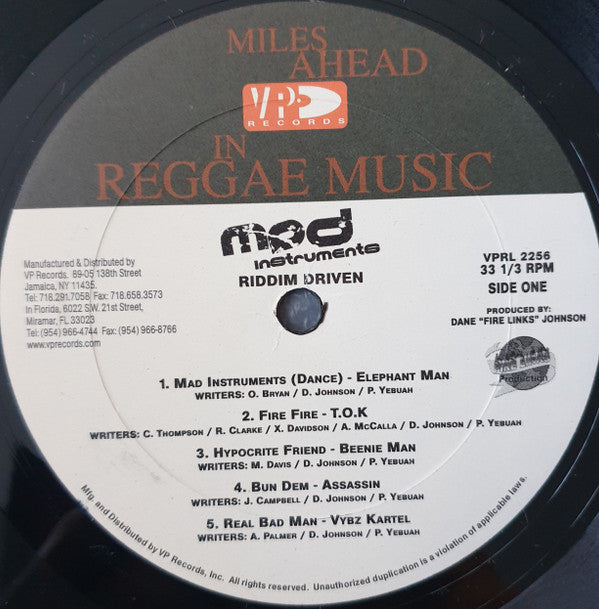 MILES
AHEAD
VP
RECORDS
IN
REGGAE MUSIC
mad
instruments
RIDDIM DRIVEN
Manufactured & Distributed by
VP Records. 89-05 138th Street
Jamaica, NY 11435.
Tel: 718.291.7058 Fax: 718.658.3573
In Florida, 6022 S.W. 21st Street,
Miramar, FL 33023
Tel: (954) 966-4744 Fax: (954) 966-8766
www.vprecords.com
VPRL 2256
33 1/3 RPM
SIDE ONE
PRODUCED BY:
DANE "FIRE LINKS" JOHNSON
Production
1. MAD INSTRUMENTS (DANCE) - ELEPHANT MAN
WRITERS: O. BRYAN / D. JOHNSON / P. YEBUAH
2. FIRE FIRE - T.O.K
WRITERS: C. THOMPSON / R. CLARKE / X. DAVIDSON / A. MCCALLA / D. JOHNSON / P. YEBUAH
3. HYPOCRITE FRIEND - BEENIE MAN
WRITERS: M. DAVIS / D. JOHNSON / P. YEBUAH
4. BUN DEM - ASSASSIN
WRITERS: J. CAMPBELL / D. JOHNSON / P. YEBUAH
5. REAL BAD MAN - VYBZ KARTEL
WRITERS: A. PALMER / D. JOHNSON / P. YEBUAH
Mfg. and Distributed by VP Records, Inc. All rights reserved. Unauthorized duplication is a violation of applicable laws.